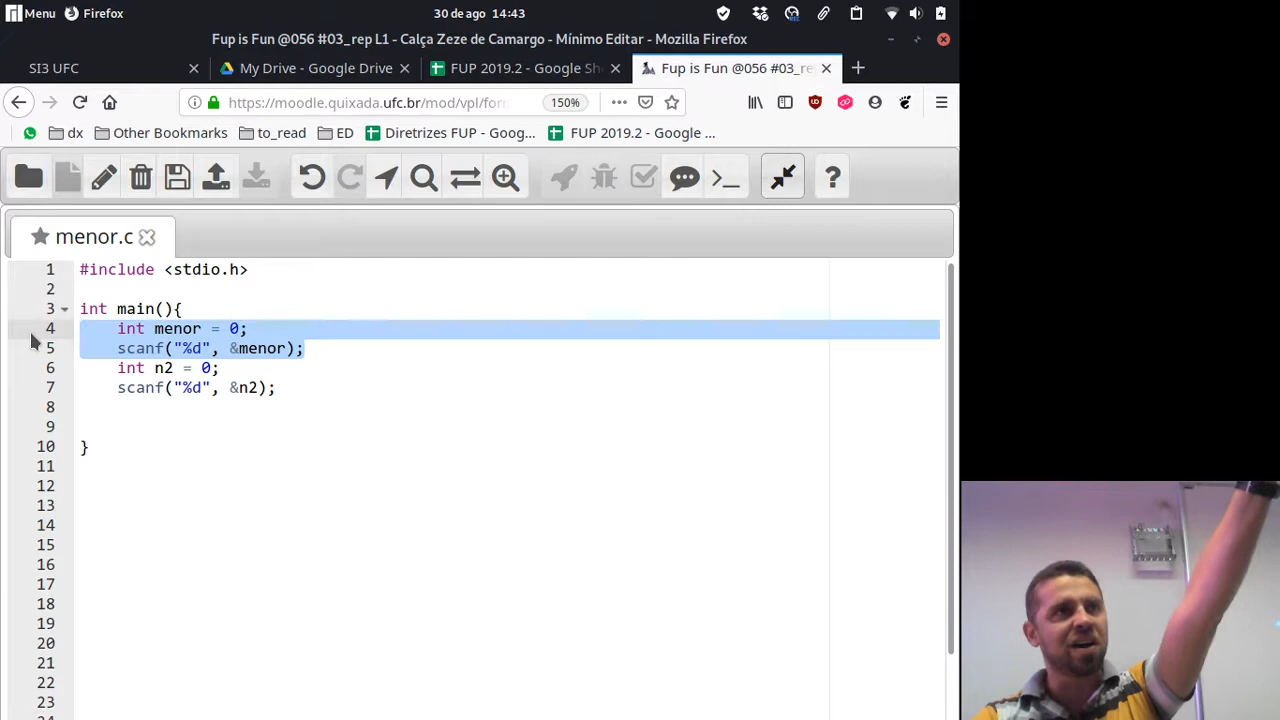 Menu Firefox 30 de ago 14:43
Fup is Fun @056 #03_rep L1 - Calça Zeze de Camargo - Mínimo Editar - Mozilla Firefox
SI3 UFC My Drive - Google Drive FUP 2019.2 - Google Sh Fup is Fun @056 #03_re
https://moodle.quixada.ufc.br/mod/vpl/for 150%
dx Other Bookmarks to_read ED Diretrizes FUP - Goog... FUP 2019.2 - Google ...
menor.c
1 #include <stdio.h>
2
3 int main(){
4 int menor = 0;
5 scanf("%d", &menor);
6 int n2 = 0;
7 scanf("%d", &n2);
8
9
10 }
11
12
13
14
15
16
17
18
19
20
21
22
23
24